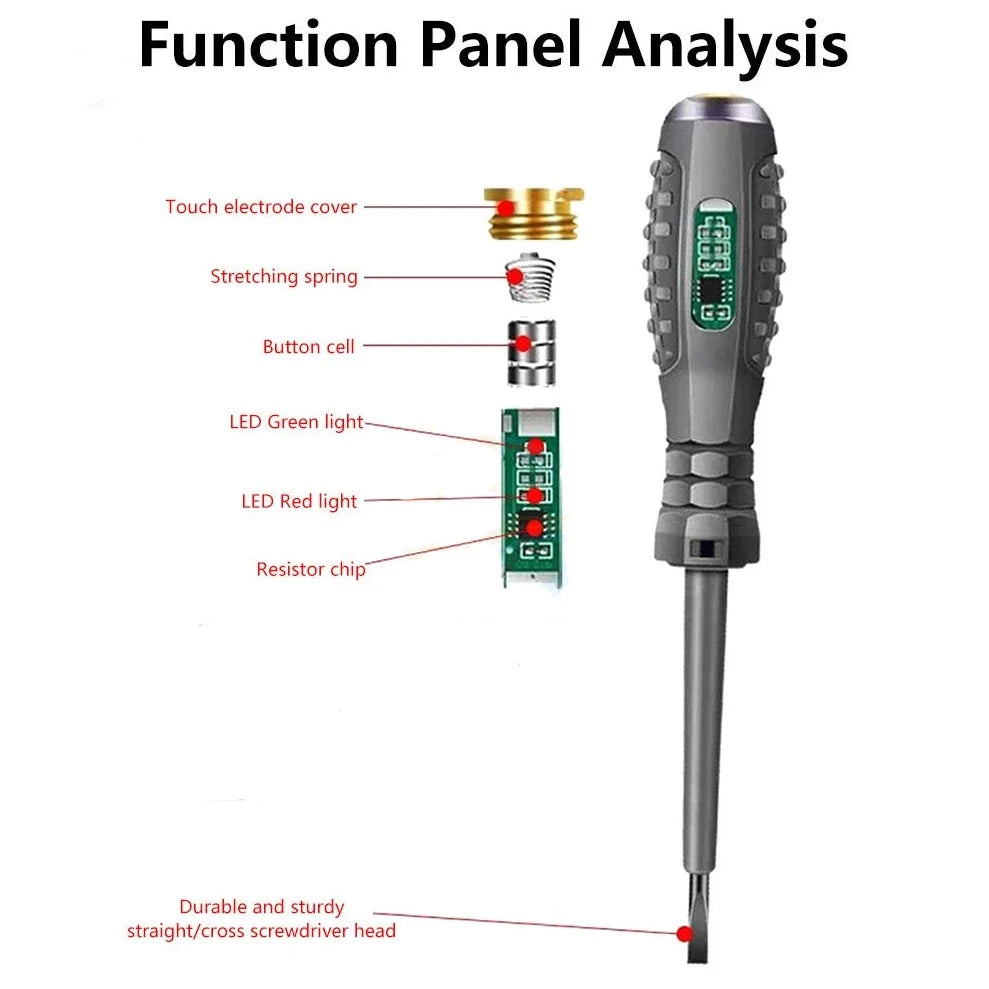 Function Panel Analysis
Touch electrode cover
Stretching spring
Button cell
LED Green light
LED Red light
Resistor chip
Durable and sturdy
straight/cross screwdriver head